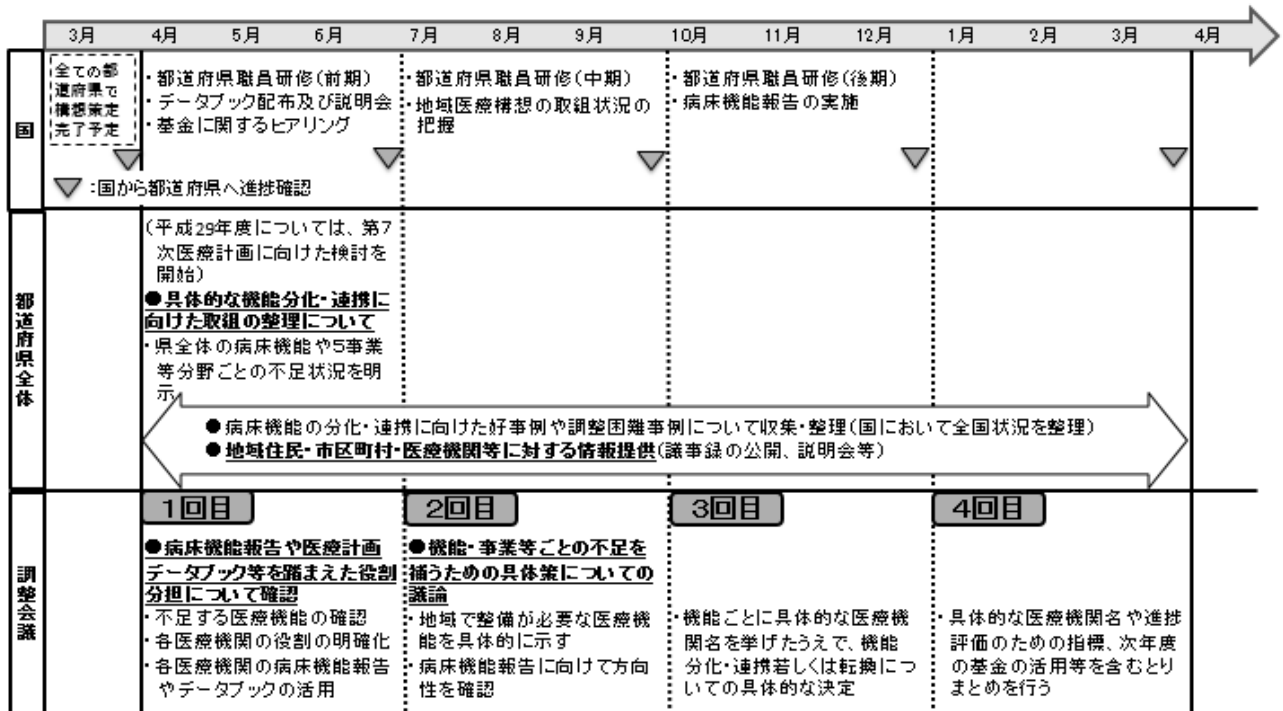 3月 4月 5月 6月 7月 8月 9月 10月 11月 12月 1月 2月 3月 4月
国
全ての都
道府県で
構想策定
完了予定
・都道府県職員研修(前期)
・データブック配布及び説明会
・基金に関するヒアリング
・都道府県職員研修(中期)
・地域医療構想の取組状況の
把握
・都道府県職員研修(後期)
・病床機能報告の実施
▽:国から都道府県へ進捗確認
都道府県全体
(平成29年度については、第7
次医療計画に向けた検討を
開始)
●具体的な機能分化・連携に
向けた取組の整理について
・県全体の病床機能や5事業
等分野ごとの不足状況を明
示
●病床機能の分化・連携に向けた好事例や調整困難事例について収集・整理(国において全国状況を整理)
●地域住民・市区町村・医療機関等に対する情報提供(議事録の公開、説明会等)
調整会議
1回目
●病床機能報告や医療計画
データブック等を踏まえた役割
分担について確認
・不足する医療機能の確認
・各医療機関の役割の明確化
・各医療機関の病床機能報告
やデータブックの活用
2回目
●機能・事業等ごとの不足を
補うための具体策についての
議論
・地域で整備が必要な医療機
能を具体的に示す
・病床機能報告に向けて方向
性を確認
3回目
・機能ごとに具体的な医療機
関名を挙げたうえで、機能
分化・連携若しくは転換につ
いての具体的な決定
4回目
・具体的な医療機関名や進捗
評価のための指標、次年度
の基金の活用等を含むとり
まとめを行う